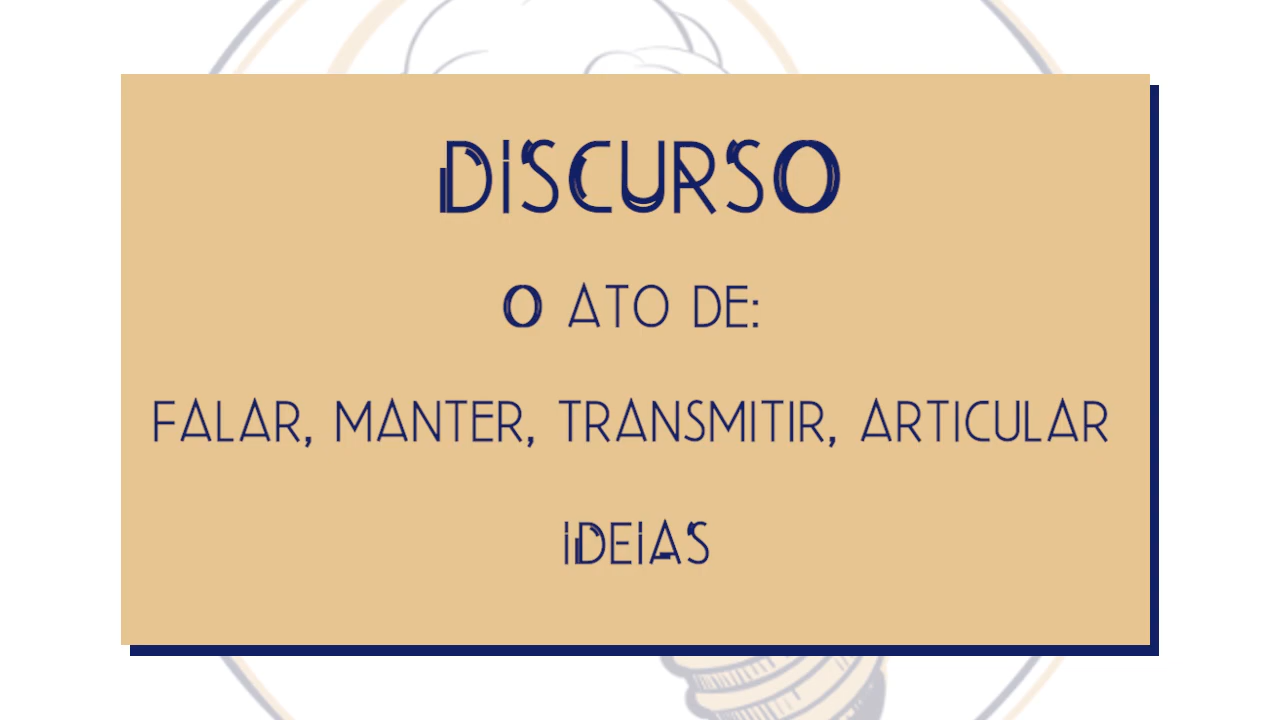 DISCURSO
O ATO DE:
FALAR, MANTER, TRANSMITIR, ARTICULAR
IDEIAS